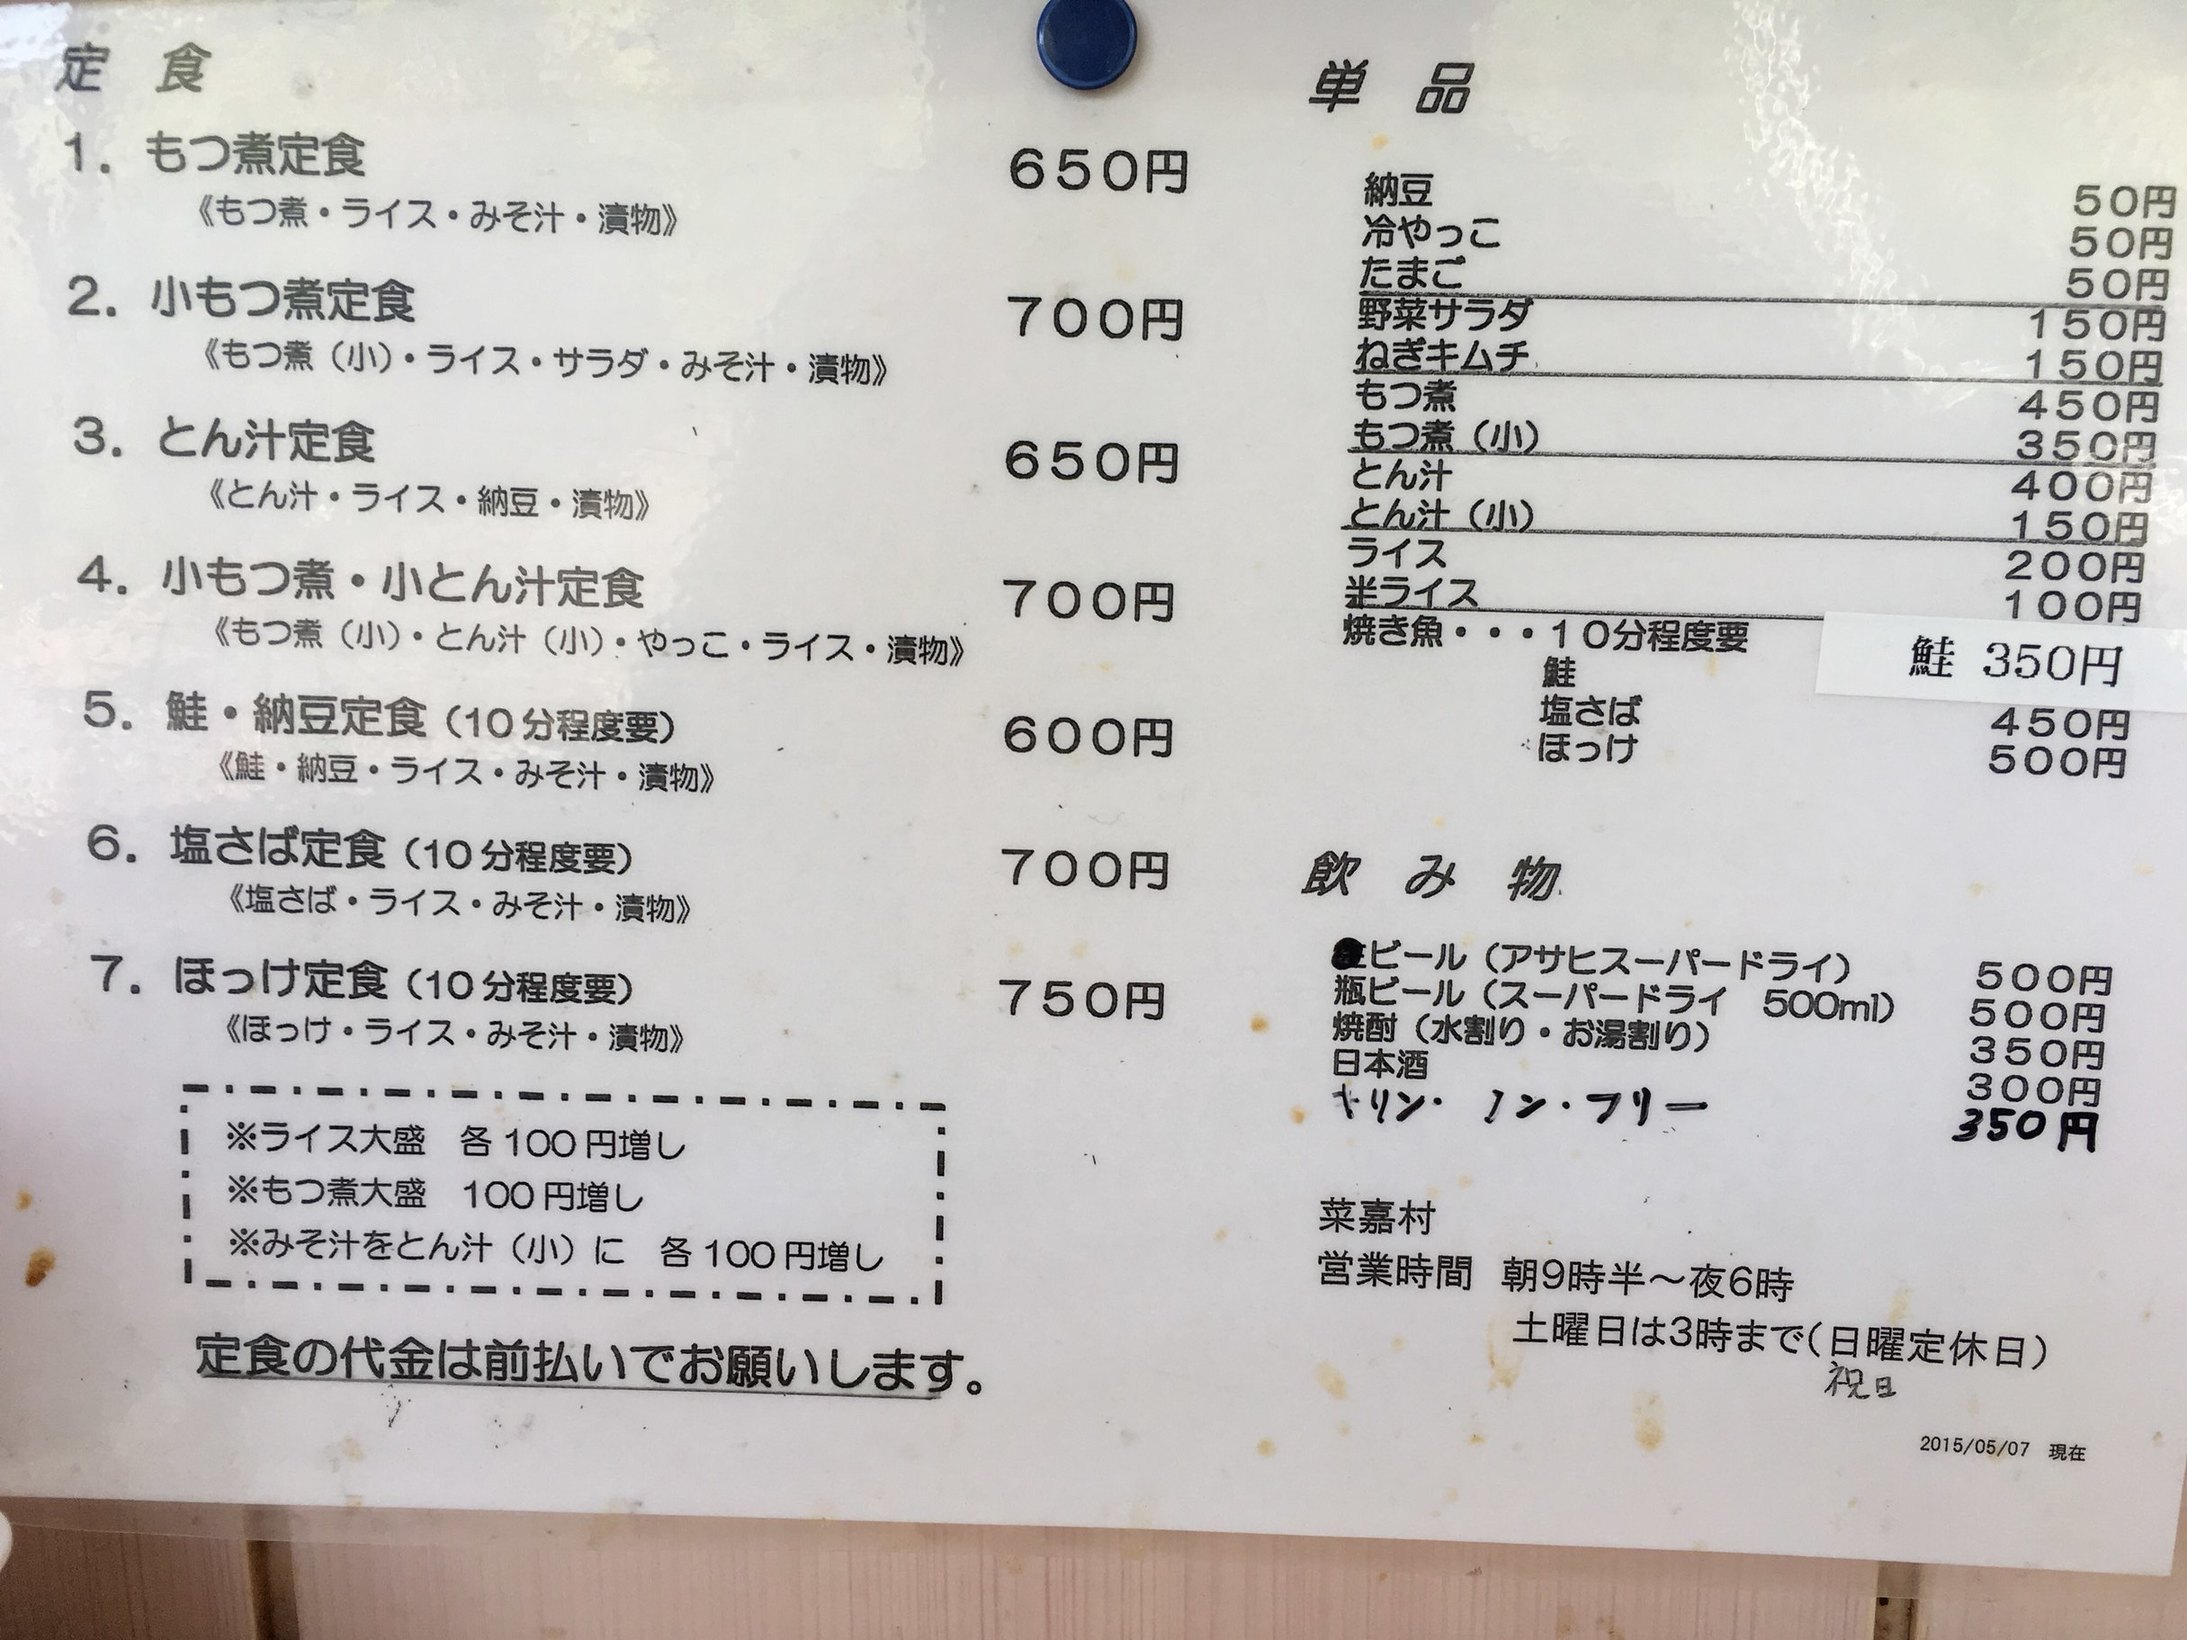 定 食
1. もつ煮定食 650円
《もつ煮・ライス・みそ汁・漬物》
2. 小もつ煮定食 700円
《もつ煮（小）・ライス・サラダ・みそ汁・漬物》
3. とん汁定食 650円
《とん汁・ライス・納豆・漬物》
4. 小もつ煮・小とん汁定食 700円
《もつ煮（小）・とん汁（小）・やっこ・ライス・漬物》
5. 鮭・納豆定食（10分程度要） 600円
《鮭・納豆・ライス・みそ汁・漬物》
6. 塩さば定食（10分程度要） 700円
《塩さば・ライス・みそ汁・漬物》
7. ほっけ定食（10分程度要） 750円
《ほっけ・ライス・みそ汁・漬物》
※ライス大盛 各100円増し
※もつ煮大盛 100円増し
※みそ汁をとん汁（小）に 各100円増し
定食の代金は前払いでお願いします。
単 品
納豆 50円
冷やっこ 50円
たまご 50円
野菜サラダ 150円
ねぎキムチ 150円
もつ煮 450円
もつ煮（小） 350円
とん汁 400円
とん汁（小） 150円
ライス 200円
半ライス 100円
焼き魚・・・10分程度要
鮭 鮭 350円
塩さば 450円
ほっけ 500円
飲 み 物
ビール（アサヒスーパードライ） 500円
瓶ビール（スーパードライ 500ml） 500円
焼酎（水割り・お湯割り） 350円
日本酒 300円
キリン・ノン・フリー 350円
菜嘉村
営業時間 朝9時半～夜6時
土曜日は3時まで（日曜定休日）
祝日
2015/05/07 現在